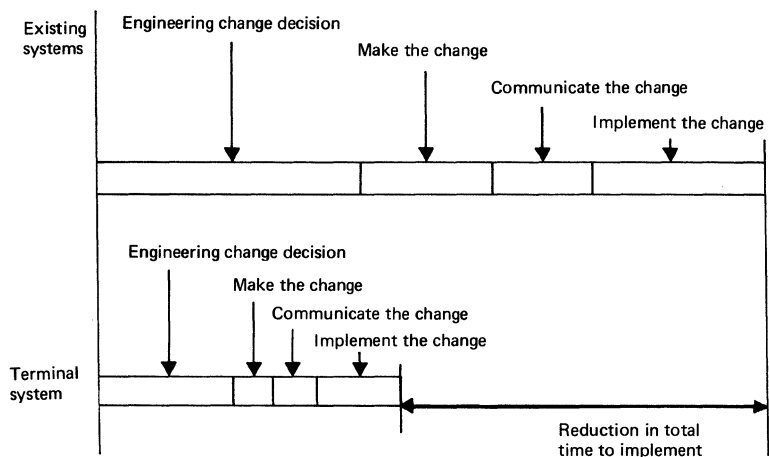 Existing
systems
Engineering change decision
Make the change
Communicate the change
Implement the change
Engineering change decision
Make the change
Communicate the change
Implement the change
Terminal
system
Reduction in total
time to implement